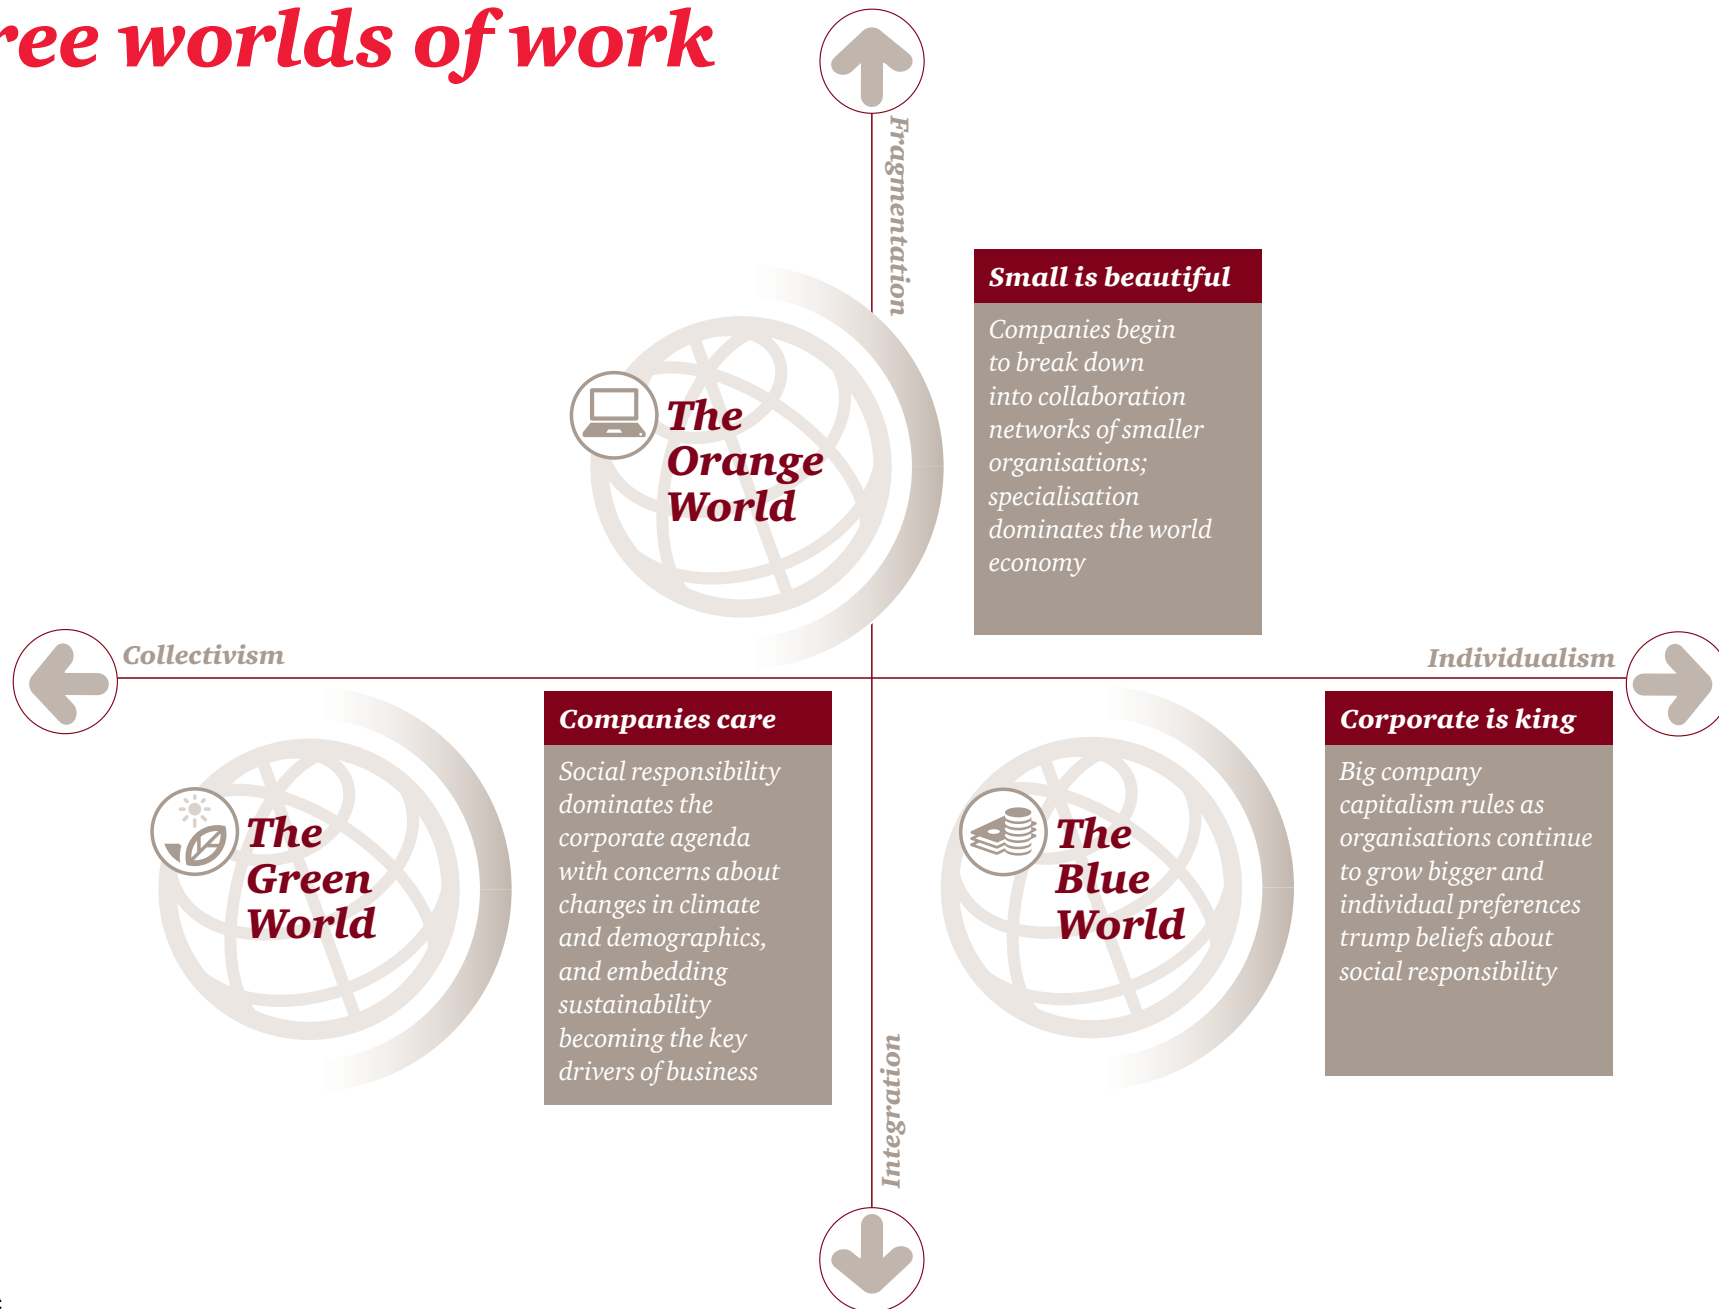 ree worlds of work
Fragmentation
Small is beautiful
Companies begin
to break down
into collaboration
networks of smaller
organisations;
specialisation
dominates the world
economy
The
Orange
World
Collectivism
Individualism
The
Green
World
Companies care
Social responsibility
dominates the
corporate agenda
with concerns about
changes in climate
and demographics,
and embedding
sustainability
becoming the key
drivers of business
The
Blue
World
Corporate is king
Big company
capitalism rules as
organisations continue
to grow bigger and
individual preferences
trump beliefs about
social responsibility
Integration